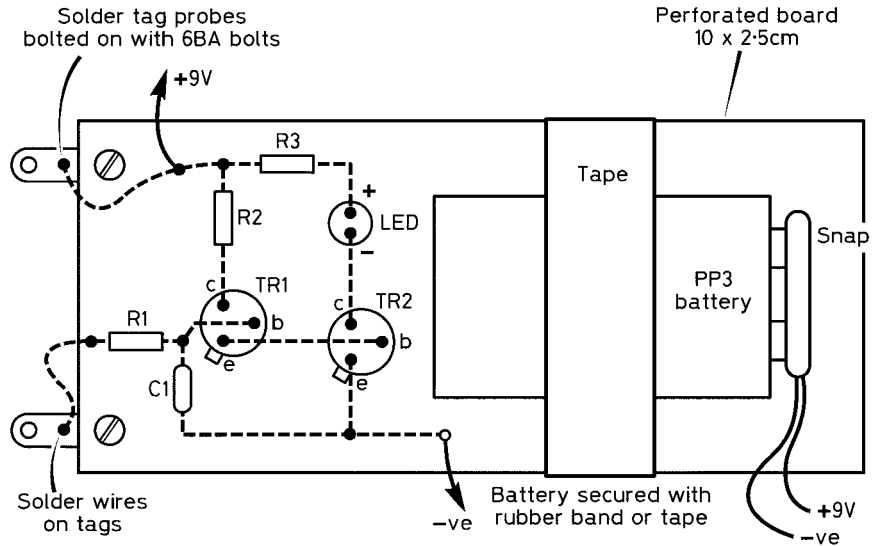 Solder tag probes
bolted on with 6BA bolts
Perforated board
10 x 2·5cm
+9V
R3
Tape
+
R2
LED
Snap
−
c
TR1
PP3
battery
c
TR2
R1
b
b
e
C1
e
Solder wires
on tags
−ve
Battery secured with
rubber band or tape
+9V
−ve